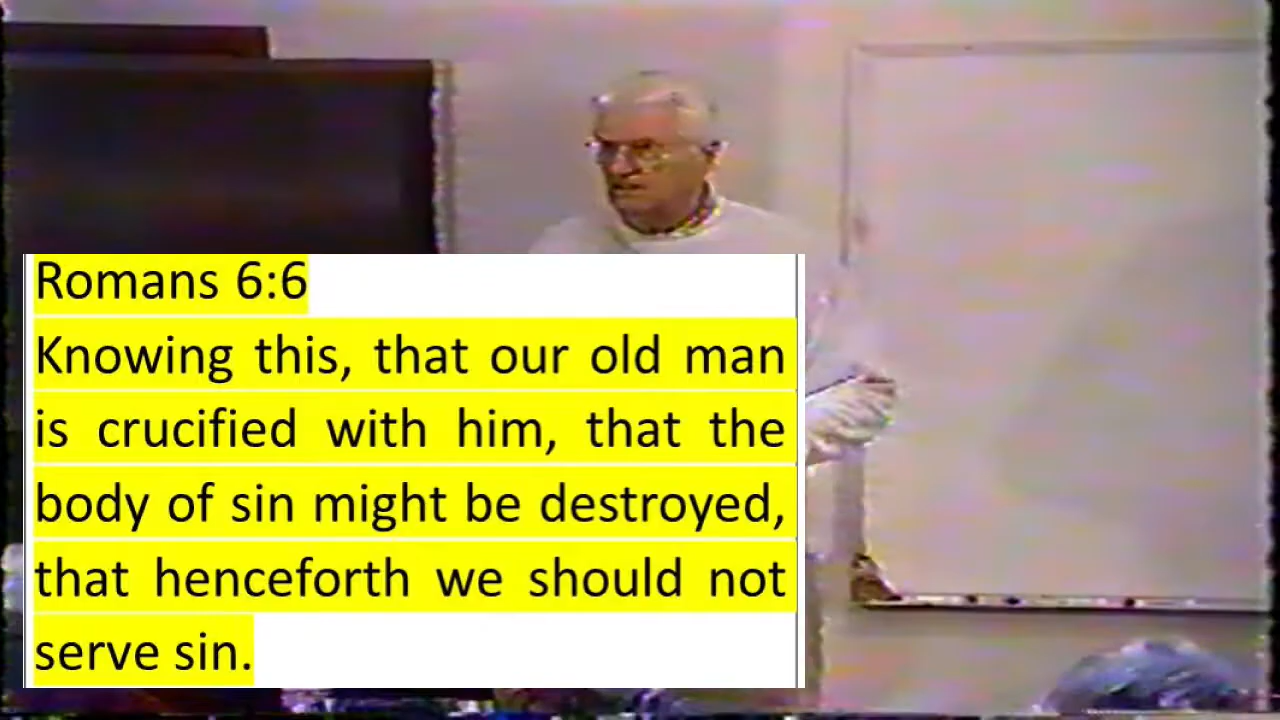 Romans 6:6
Knowing this, that our old man
is crucified with him, that the
body of sin might be destroyed,
that henceforth we should not
serve sin.